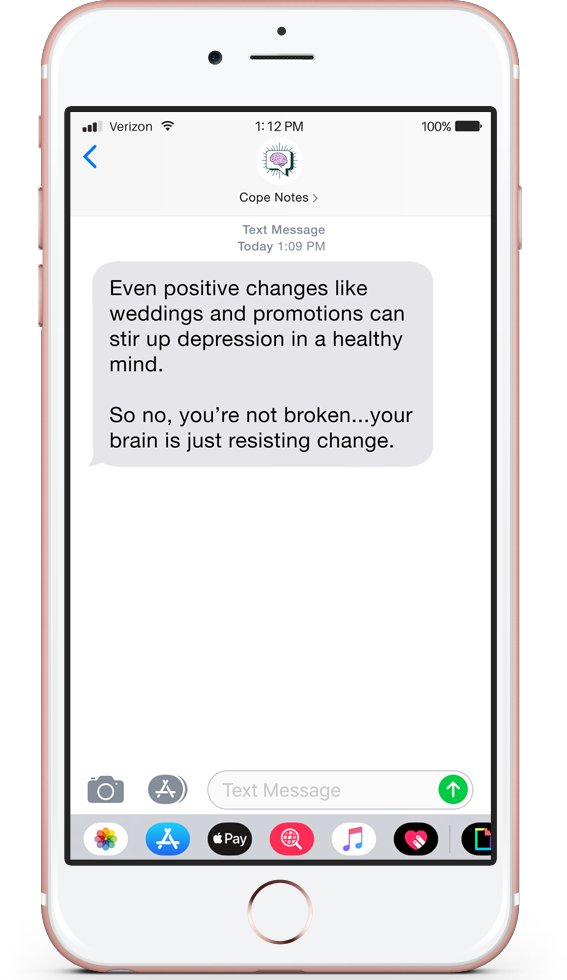 Verizon 1:12 PM 100%
Cope Notes
Text Message
Today 1:09 PM
Even positive changes like
weddings and promotions can
stir up depression in a healthy
mind.
So no, you’re not broken...your
brain is just resisting change.
Text Message
Pay